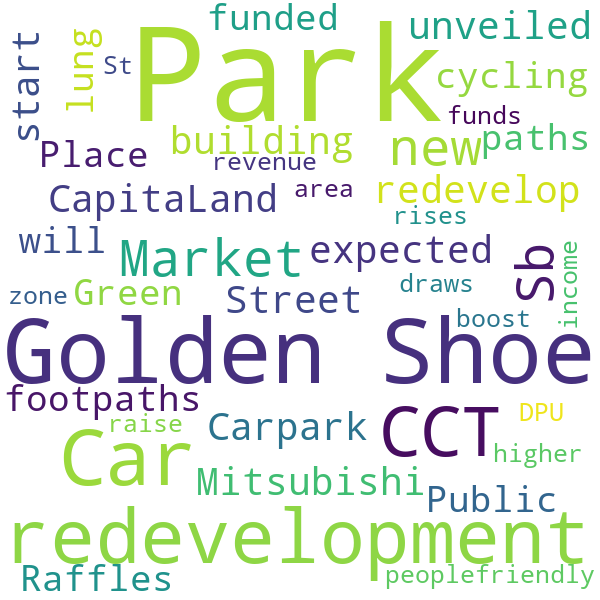 funded
unveiled
start
lung
St
Park
cycling
funds
paths
building
new
Place
revenue
CapitaLand
area
redevelop
rises
will
Market
expected
Sb
income
zone
Green
Street
draws
boost
Golden Shoe
footpaths
raise
Carpark
CCT
DPU
Car
higher
Mitsubishi
Public
redevelopment
Raffles
peoplefriendly